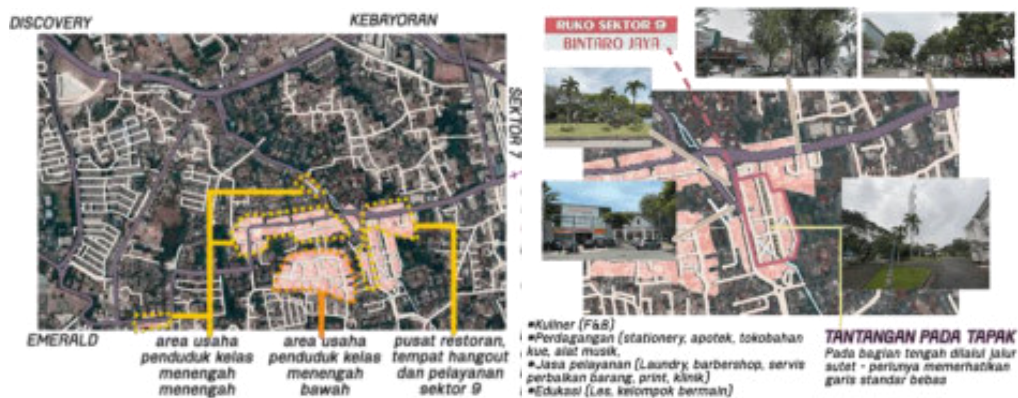 DISCOVERY
KEBAYORAN
SEKTOR 7
EMERALD
area usaha
penduduk kelas
menengah
menengah
area usaha
penduduk kelas
menengah
bawah
pusat restoran,
tempat hangout
dan pelayanan
sektor 9
RUKO SEKTOR 9
BINTARO JAYA
*Kuliner (F&B)
*Perdagangan (stationery, apotek, tokobahan
kue, alat musik,
*Jasa pelayanan (Laundry, barbershop, servis
perbaikan barang, print, klinik)
*Edukasi (Les, kelompok bermain)
TANTANGAN PADA TAPAK
Pada bagian tengah dilalui jalur
sutet - perlunya memerhatikan
garis standar bebas